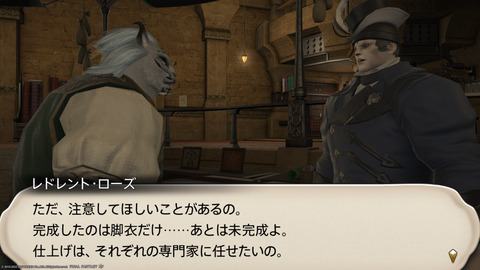 レドレント・ローズ
ただ、注意してほしいことがあるの。
完成したのは脚衣だけ……あとは未完成よ。
仕上げは、それぞれの専門家に任せたいの。
FINAL FANTASY XIV